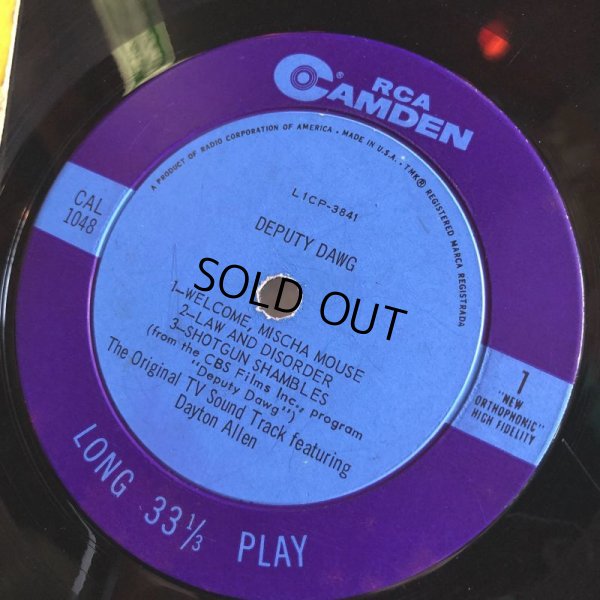 RCA
CAMDEN
®
A PRODUCT OF RADIO CORPORATION OF AMERICA • MADE IN U.S.A. • TMK® REGISTERED MARCA REGISTRADA
L1CP-3841
CAL
1048
DEPUTY DAWG
SOLD OUT
1—WELCOME, MISCHA MOUSE
2—LAW AND DISORDER
3—SHOTGUN SHAMBLES
(from the CBS Films Inc., program
"Deputy Dawg")
The Original TV Sound Track featuring
Dayton Allen
1
"NEW
ORTHOPHONIC"
HIGH FIDELITY
LONG 33 1/3 PLAY